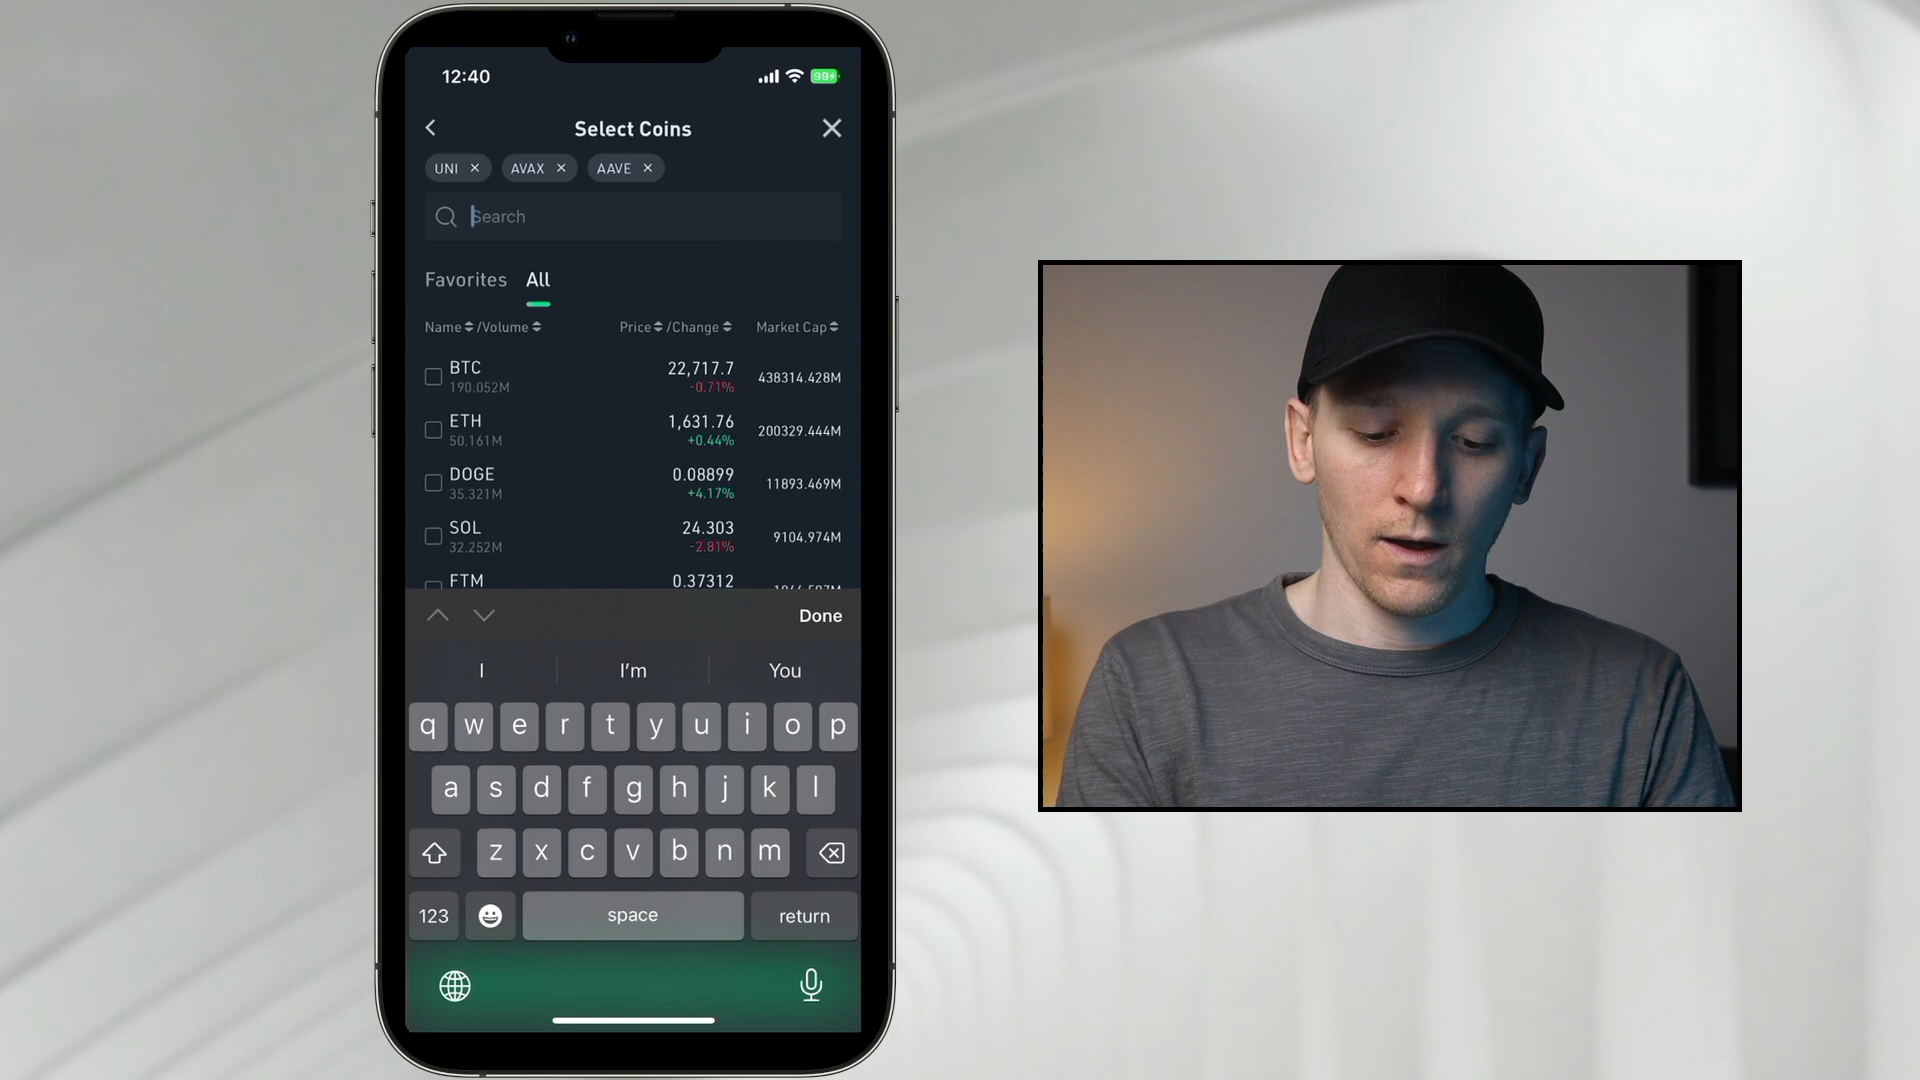 12:40
99
Select Coins
UNI × AVAX × AAVE ×
Search
Favorites All
Name /Volume Price /Change Market Cap
BTC 22,717.7 438314.428M
190.052M -0.71%
ETH 1,631.76 200329.444M
50.161M +0.44%
DOGE 0.08899 11893.469M
35.321M +4.17%
SOL 24.303 9104.974M
32.252M -2.81%
FTM 0.37312
Done
I I'm You
q w e r t y u i o p
a s d f g h j k l
z x c v b n m
123 space return